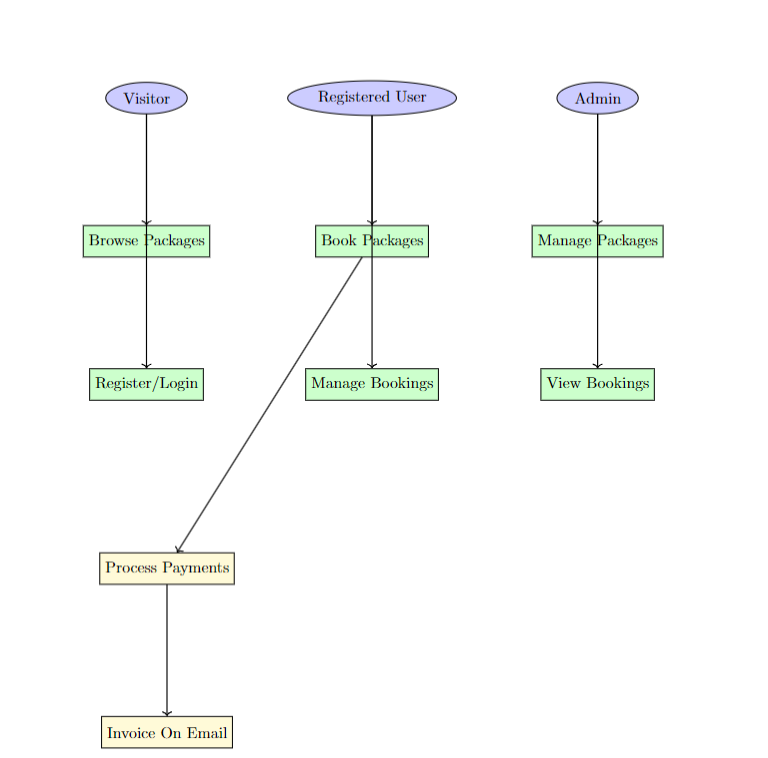 Visitor
Registered User
Admin
Browse Packages
Book Packages
Manage Packages
Register/Login
Manage Bookings
View Bookings
Process Payments
Invoice On Email